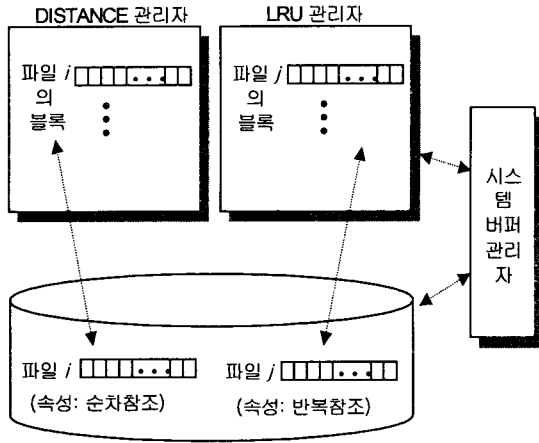 DISTANCE 관리자
LRU 관리자
파일 i
의
블록
파일 j
의
블록
시스
템
버퍼
관리
자
파일 i
(속성: 순차참조)
파일 j
(속성: 반복참조)